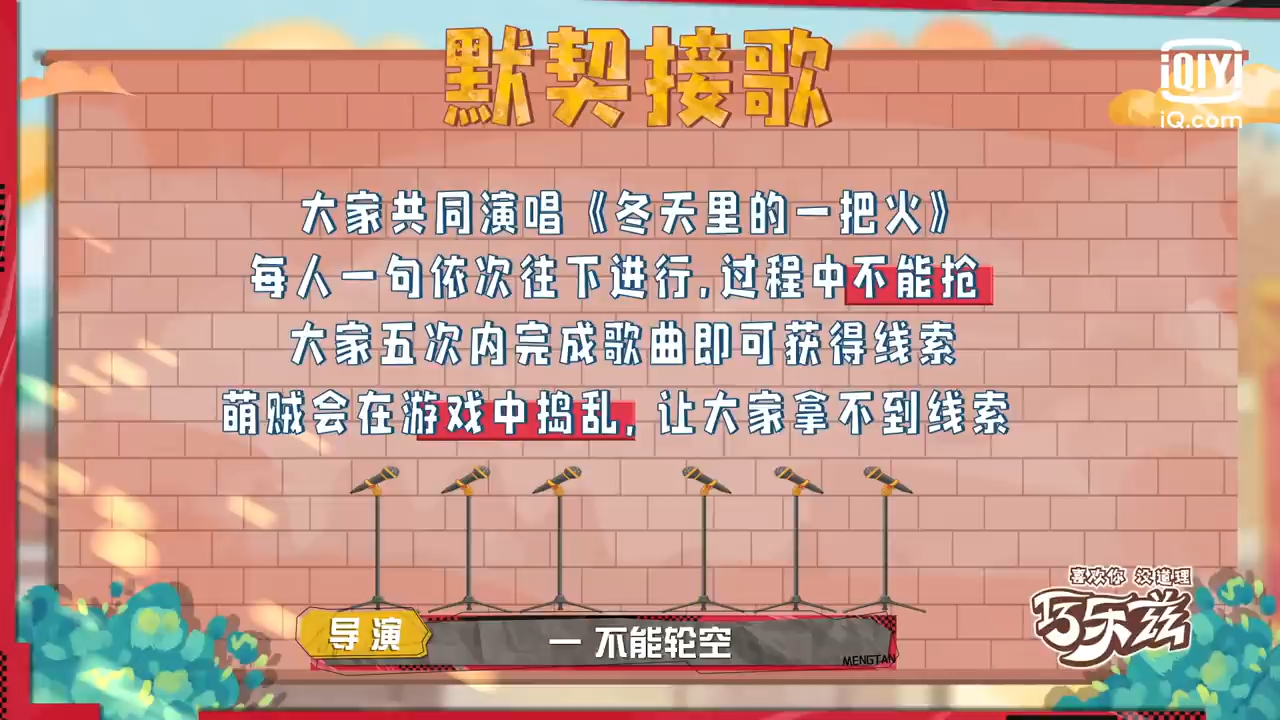 默契接歌
iQIYI
iQ.com
大家共同演唱《冬天里的一把火》
每人一句依次往下进行,过程中不能抢
大家五次内完成歌曲即可获得线索
萌贼会在游戏中捣乱,让大家拿不到线索
喜欢你 没道理
巧乐兹
导演
一 不能轮空
MENGTAN